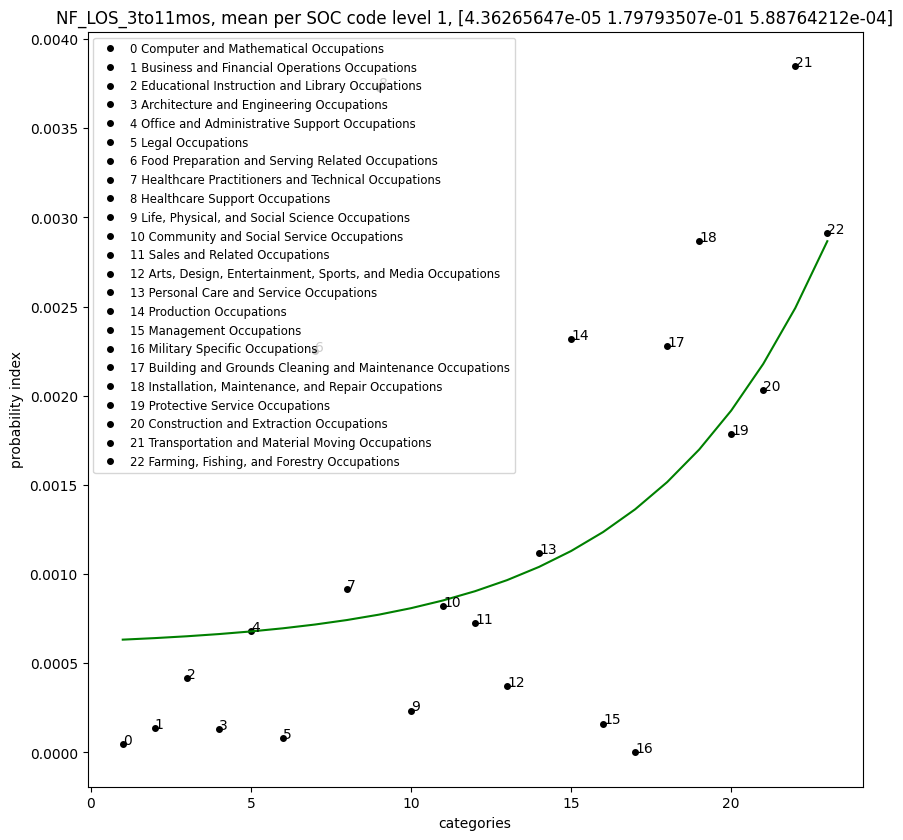 NF_LOS_3to11mos, mean per SOC code level 1, [4.36265647e-05 1.79793507e-01 5.88764212e-04]
0.0040
0.0035
0.0030
0.0025
0.0020
0.0015
0.0010
0.0005
0.0000
probability index
0 Computer and Mathematical Occupations
1 Business and Financial Operations Occupations
2 Educational Instruction and Library Occupations
3 Architecture and Engineering Occupations
4 Office and Administrative Support Occupations
5 Legal Occupations
6 Food Preparation and Serving Related Occupations
7 Healthcare Practitioners and Technical Occupations
8 Healthcare Support Occupations
9 Life, Physical, and Social Science Occupations
10 Community and Social Service Occupations
11 Sales and Related Occupations
12 Arts, Design, Entertainment, Sports, and Media Occupations
13 Personal Care and Service Occupations
14 Production Occupations
15 Management Occupations
16 Military Specific Occupations
17 Building and Grounds Cleaning and Maintenance Occupations
18 Installation, Maintenance, and Repair Occupations
19 Protective Service Occupations
20 Construction and Extraction Occupations
21 Transportation and Material Moving Occupations
22 Farming, Fishing, and Forestry Occupations
0
1
2
3
4
5
6
7
8
9
10
11
12
13
14
15
16
17
18
19
20
21
22
0
5
10
15
20
categories